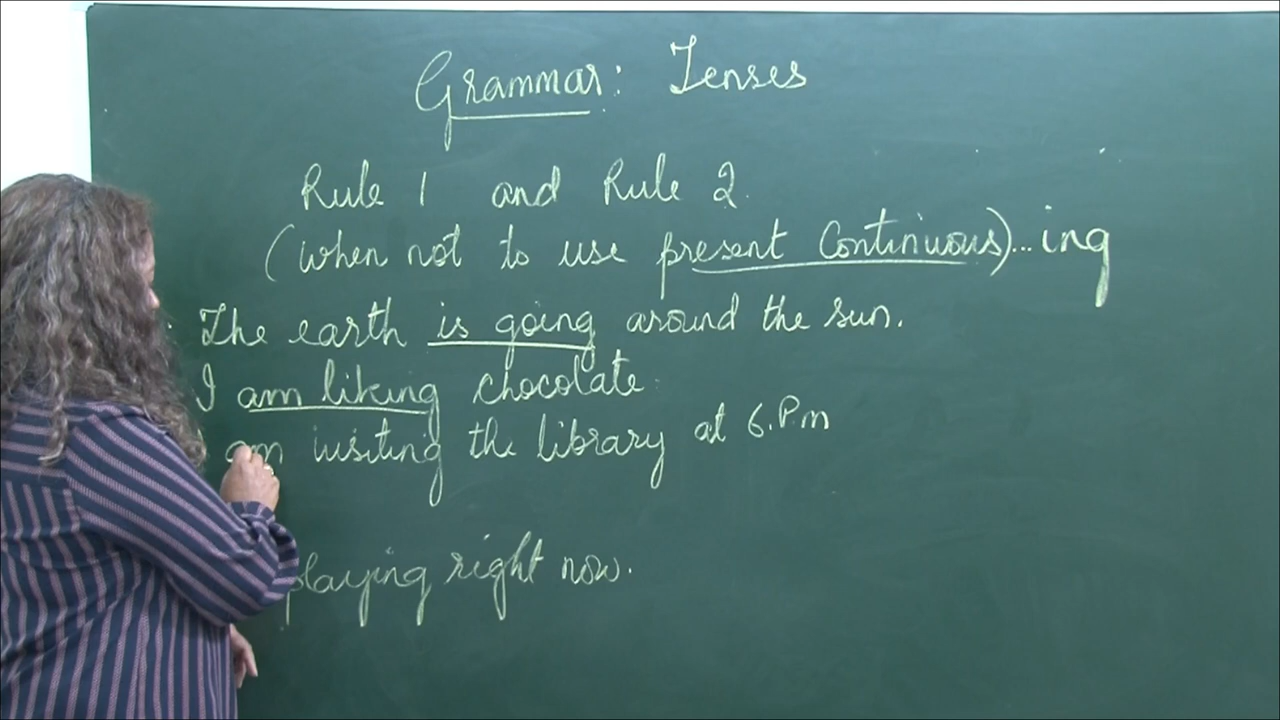 Grammar: Tenses
Rule 1 and Rule 2.
(when not to use present Continuous)...ing
The earth is going around the sun.
I am liking chocolate.
I am visiting the library at 6.P.m
playing right now.